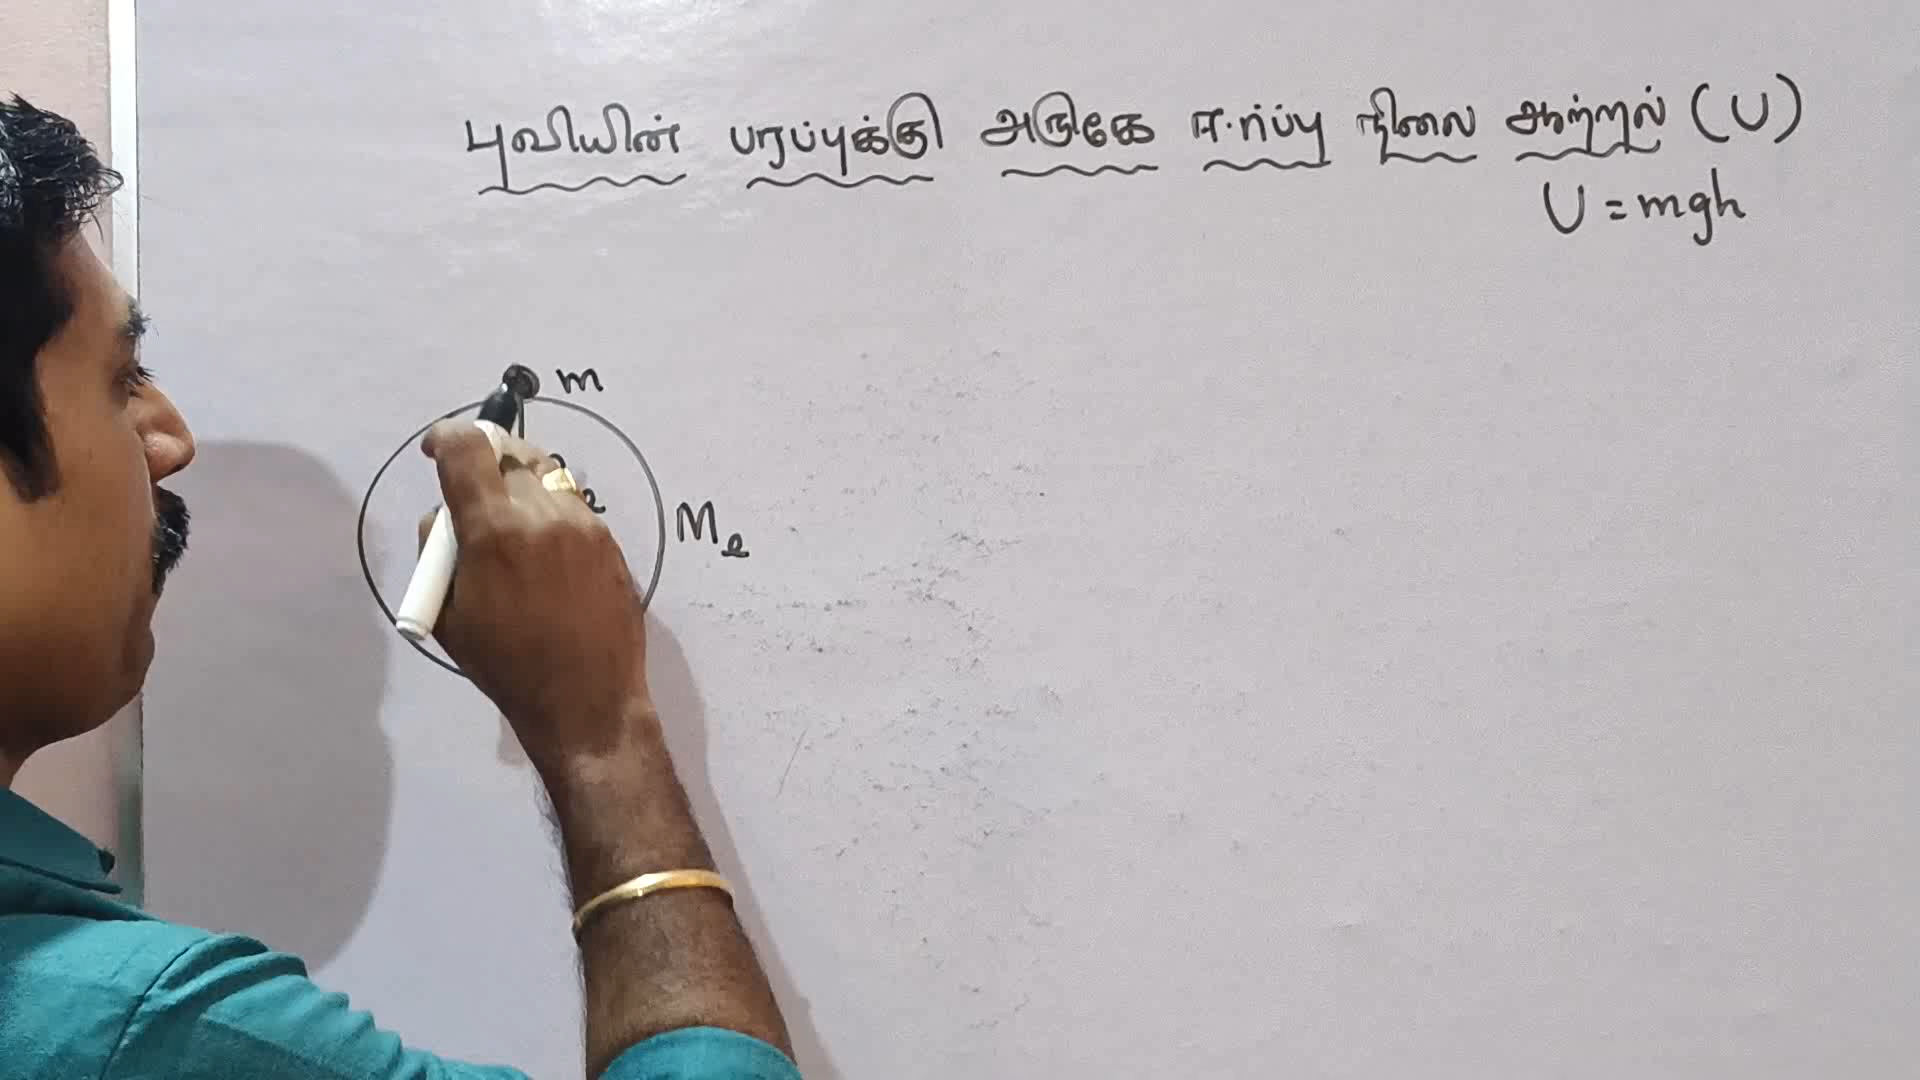 புவியின் பரப்புக்கு அருகே ஈர்ப்பு நிலை ஆற்றல் (U)
U = mgh
m
Me